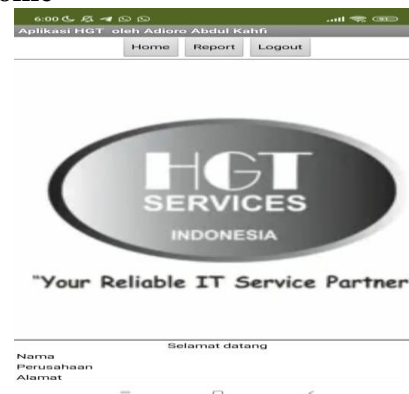 6:00
Aplikasi HGT oleh Adioro Abdul Kahfi
Home Report Logout
HGT
SERVICES
INDONESIA
"Your Reliable IT Service Partner
Selamat datang
Nama
Perusahaan
Alamat